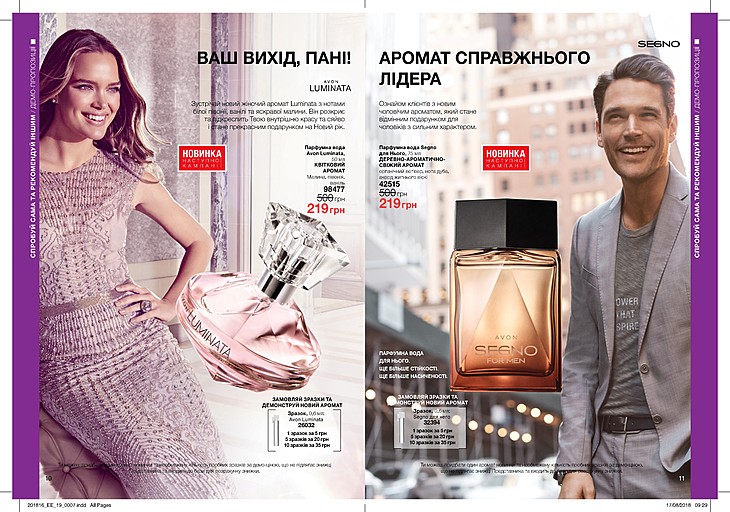 СПРОБУЙ САМА ТА РЕКОМЕНДУЙ ІНШИМ / ДЕМО-ПРОПОЗИЦІЇ
ВАШ ВИХІД, ПАНІ!
AVON
LUMINATA
Зустрічай новий жіночий аромат Luminata з нотами
білої півонії, ванілі та яскравої малини. Він розкриє
та підкреслить Твою внутрішню красу та сяйво
і стане прекрасним подарунком на Новий рік.
НОВИНКА
НАСТУПНОЇ
КАМПАНІЇ
Парфумна вода
Avon Luminata,
50 мл
КВІТКОВИЙ
АРОМАТ
Малина, півонія,
ваніль
98477
500 грн
219 грн
LUMINATA
ЗАМОВЛЯЙ ЗРАЗКИ ТА
ДЕМОНСТРУЙ НОВИЙ АРОМАТ
Зразок, 0,6 мл.
Avon Luminata
26032
1 зразок за 5 грн
5 зразків за 20 грн
10 зразків за 35 грн
10
SEGNO
АРОМАТ СПРАВЖНЬОГО
ЛІДЕРА
Ознайом клієнтів з новим
чоловічим ароматом, який стане
відмінним подарунком для
чоловіків з сильним характером.
Парфумна вода Segno
для Нього, 75 мл
ДЕРЕВНО-АРОМАТИЧНО-
СВІЖИЙ АРОМАТ
42515
500 грн
219 грн
НОВИНКА
НАСТУПНОЇ
КАМПАНІЇ
AVON
SEGNO
FOR MEN
POWER
THAT
ПАРФУМНА ВОДА
ДЛЯ НЬОГО.
ЩЕ БІЛЬШЕ СТІЙКОСТІ.
ЩЕ БІЛЬШЕ НАСИЧЕНОСТІ.
ЗАМОВЛЯЙ ЗРАЗКИ ТА
ДЕМОНСТРУЙ НОВИЙ АРОМАТ
Зразок, 0,6 мл.
Segno для него
32394
1 зразок за 5 грн
5 зразків за 20 грн
10 зразків за 35 грн
11
СПРОБУЙ САМА ТА РЕКОМЕНДУЙ ІНШИМ / ДЕМО-ПРОПОЗИЦІЇ
201816_EE_19_0007.indd All Pages
17/08/2018 09:29